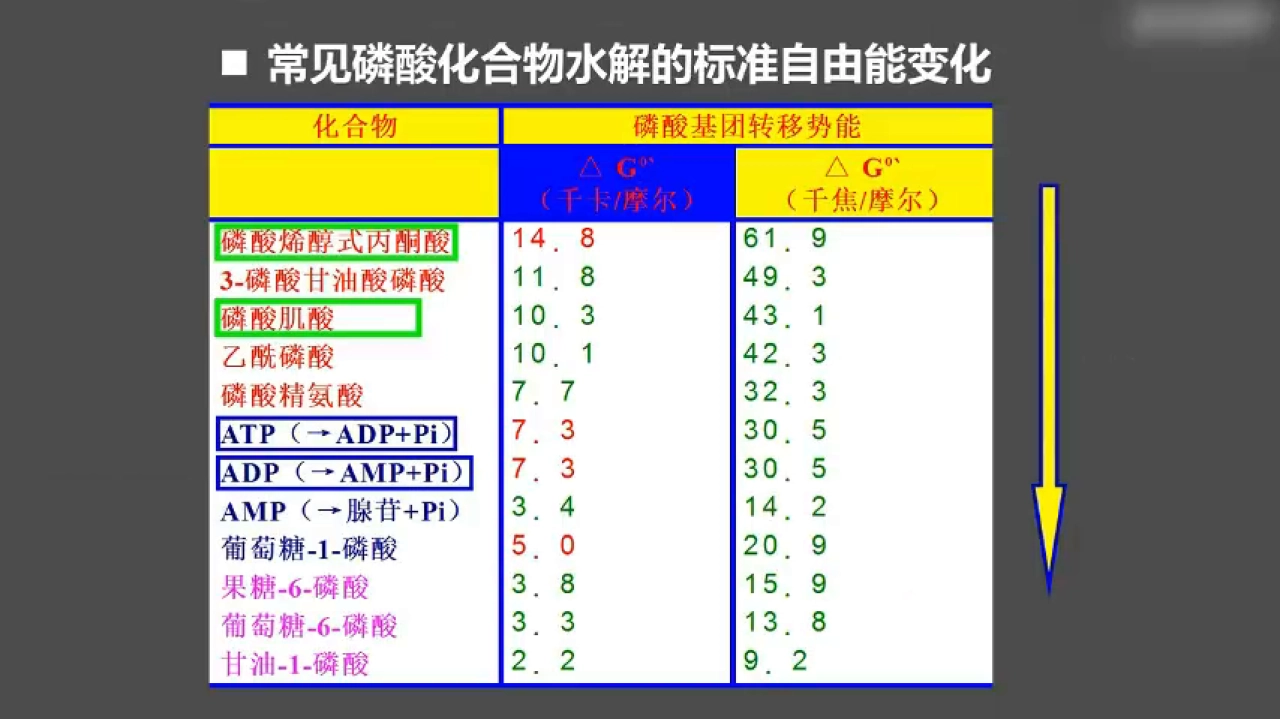 ■ 常见磷酸化合物水解的标准自由能变化
化合物 磷酸基团转移势能
△ G⁰` △ G⁰`
（千卡/摩尔） （千焦/摩尔）
磷酸烯醇式丙酮酸 14．8 61．9
3-磷酸甘油酸磷酸 11．8 49．3
磷酸肌酸 10．3 43．1
乙酰磷酸 10．1 42．3
磷酸精氨酸 7．7 32．3
ATP（→ADP+Pi） 7．3 30．5
ADP（→AMP+Pi） 7．3 30．5
AMP（→腺苷+Pi） 3．4 14．2
葡萄糖-1-磷酸 5．0 20．9
果糖-6-磷酸 3．8 15．9
葡萄糖-6-磷酸 3．3 13．8
甘油-1-磷酸 2．2 9．2